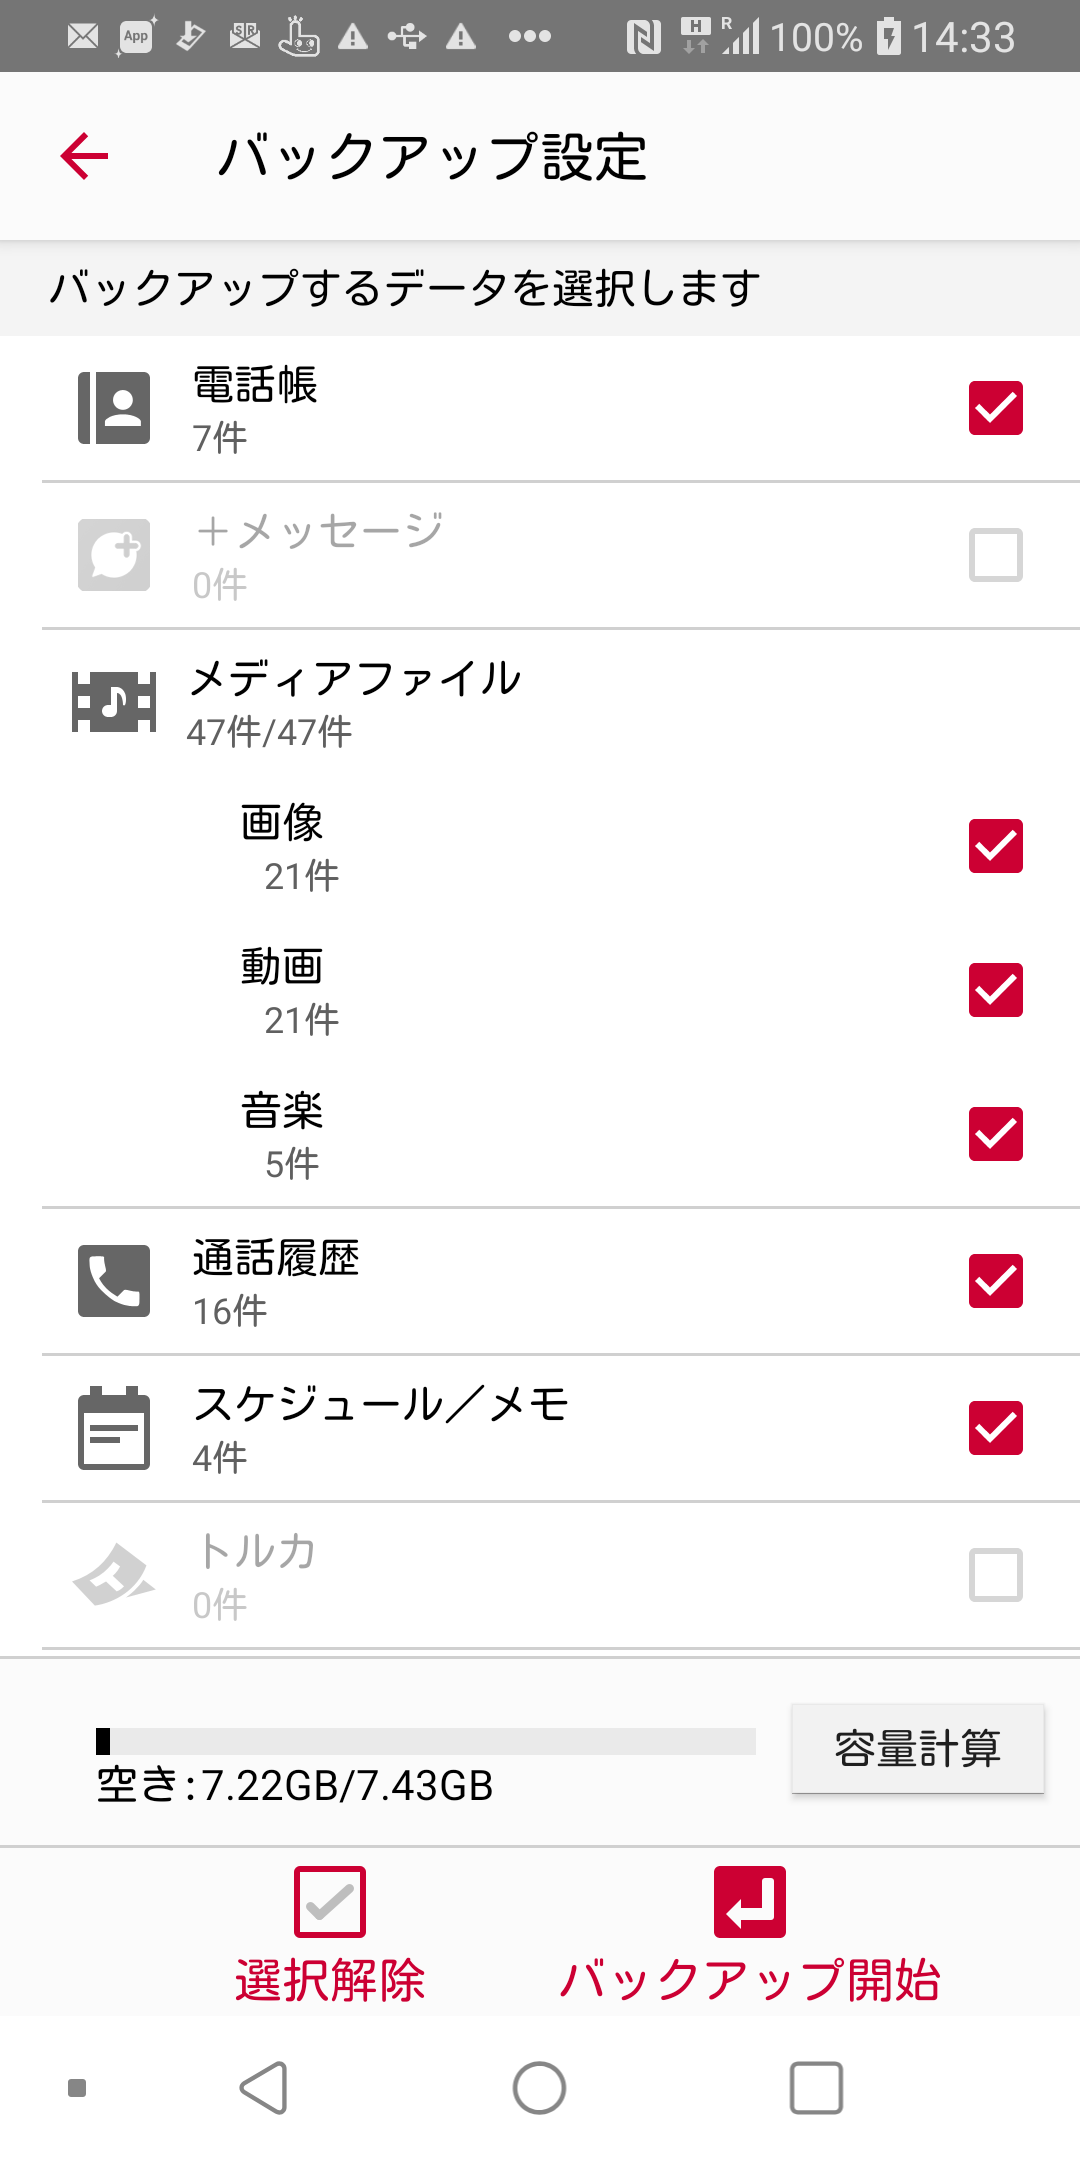 App SR H R 100% 14:33
バックアップ設定
バックアップするデータを選択します
電話帳
7件
＋メッセージ
0件
メディアファイル
47件/47件
画像
21件
動画
21件
音楽
5件
通話履歴
16件
スケジュール／メモ
4件
トルカ
0件
空き:7.22GB/7.43GB
容量計算
選択解除
バックアップ開始